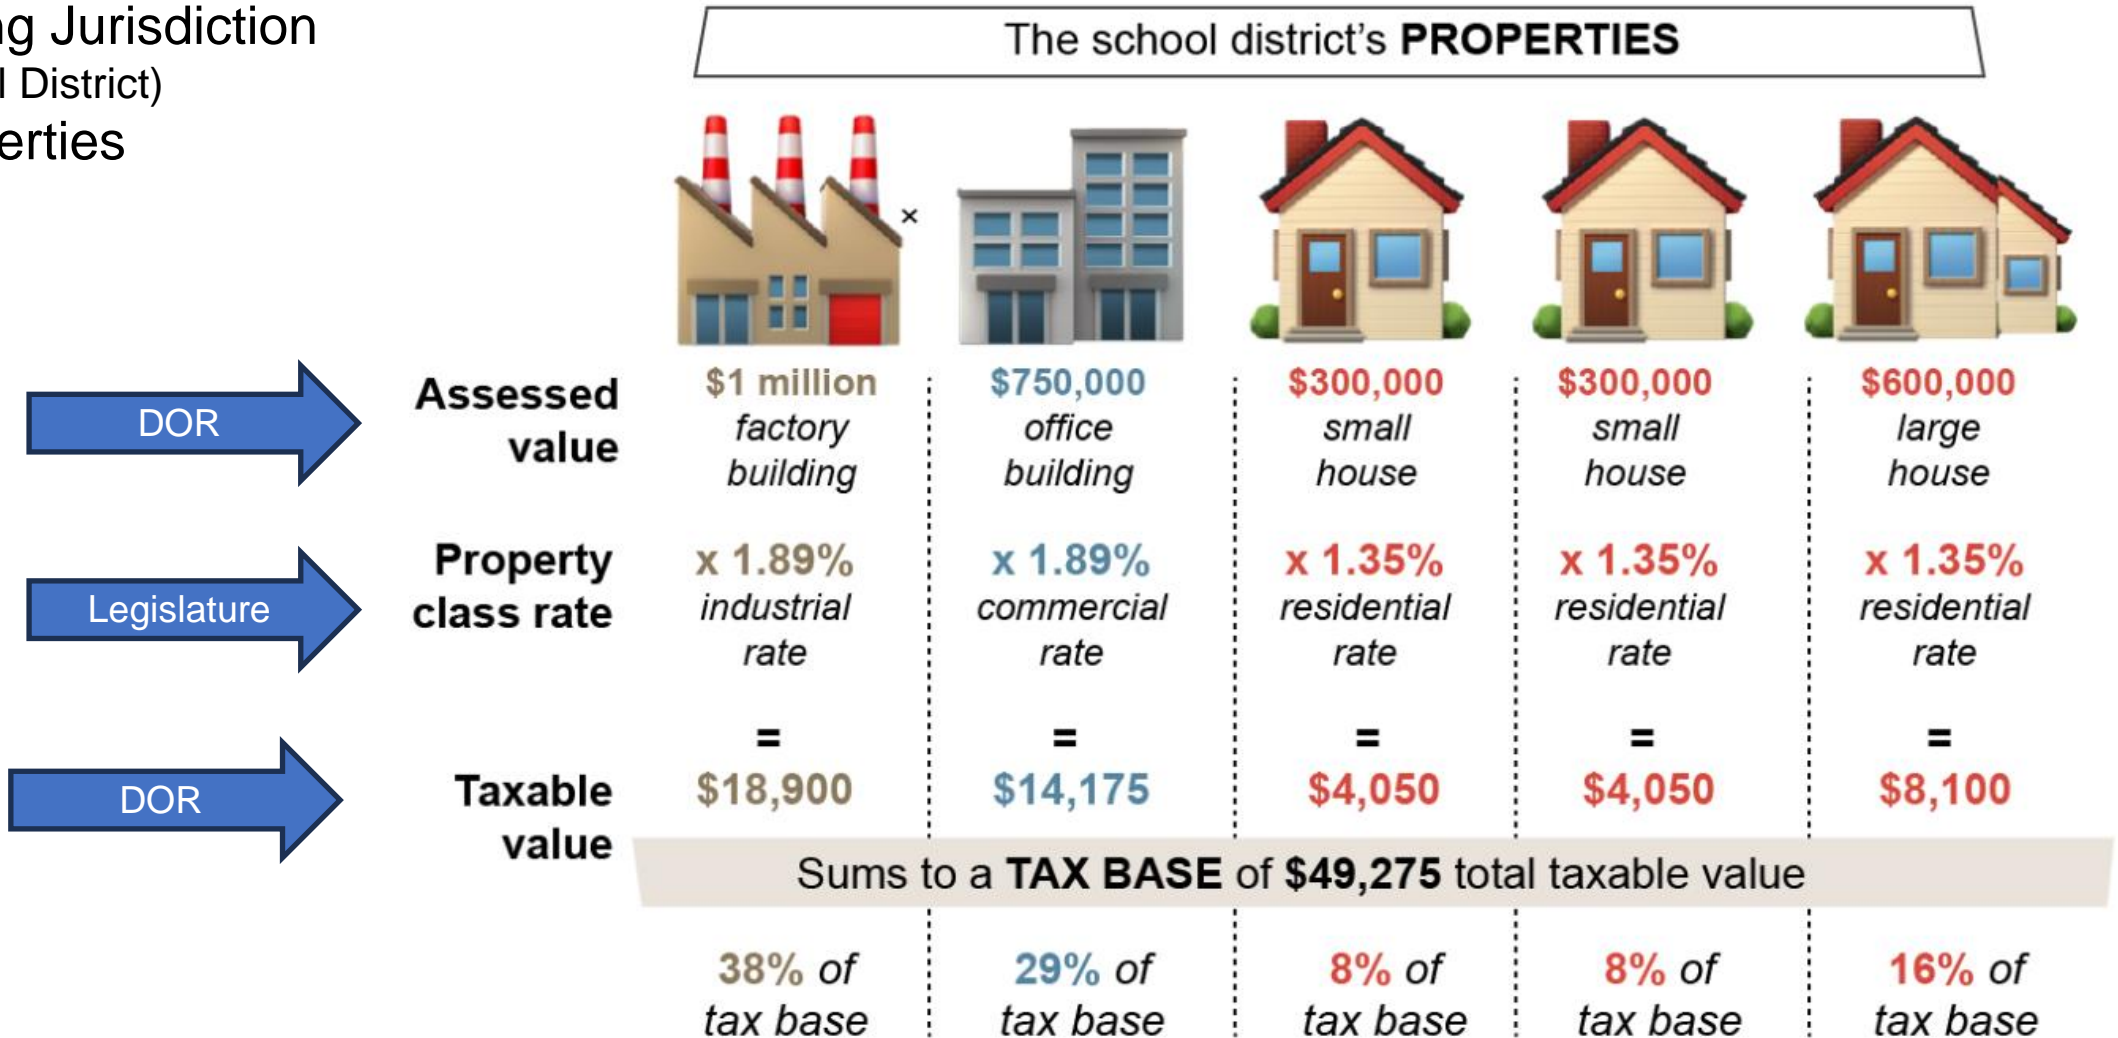 ng Jurisdiction
l District)
erties
The school district's PROPERTIES
×
DOR
Assessed
value
$1 million
factory
building
$750,000
office
building
$300,000
small
house
$300,000
small
house
$600,000
large
house
Legislature
Property
class rate
x 1.89%
industrial
rate
x 1.89%
commercial
rate
x 1.35%
residential
rate
x 1.35%
residential
rate
x 1.35%
residential
rate
= = = = =
DOR
Taxable
value
$18,900
$14,175
$4,050
$4,050
$8,100
Sums to a TAX BASE of $49,275 total taxable value
38% of
tax base
29% of
tax base
8% of
tax base
8% of
tax base
16% of
tax base